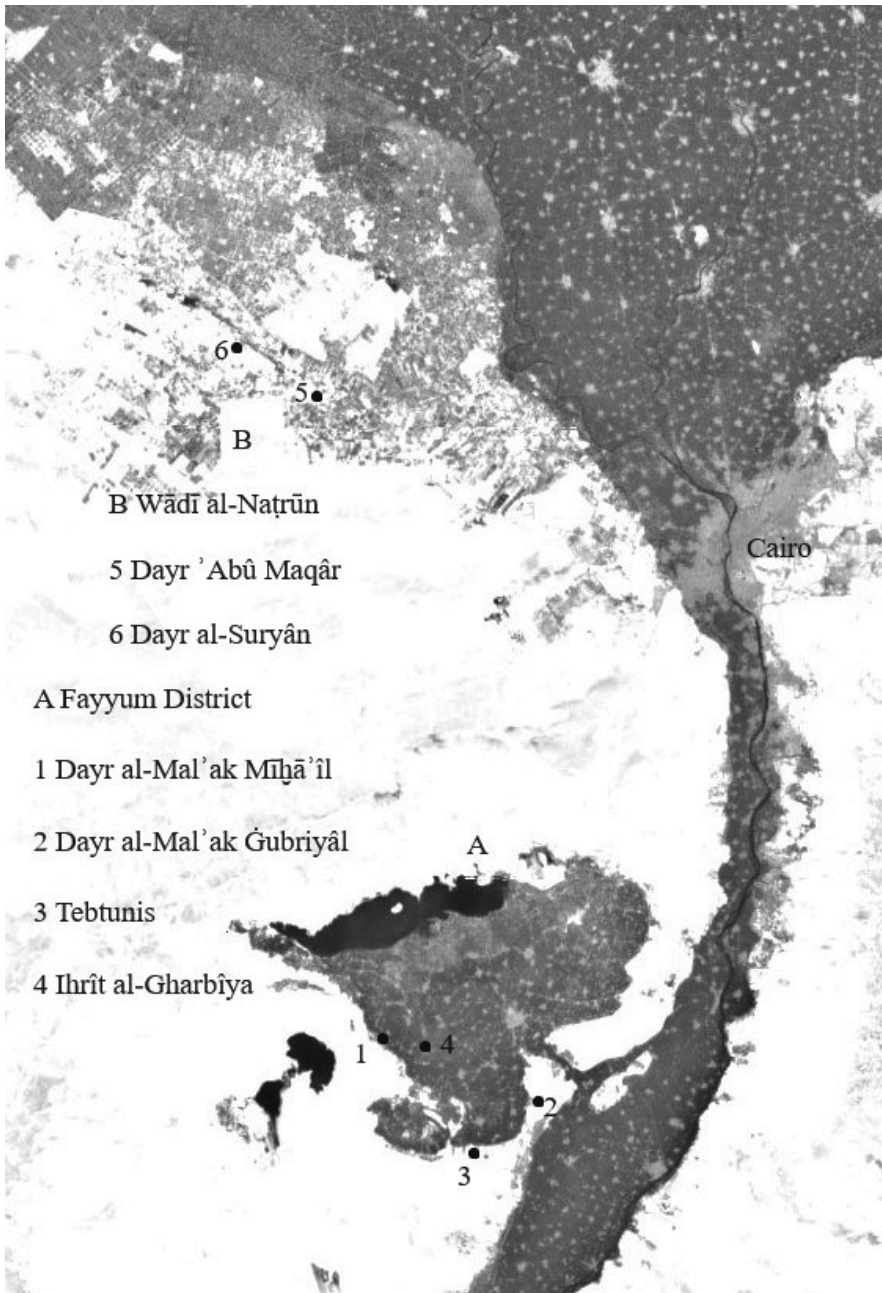 6
5
B
B Wādī al-Naṭrūn
Cairo
5 Dayr ʾAbû Maqâr
6 Dayr al-Suryân
A Fayyum District
1 Dayr al-Malʾak Mīḫāʾîl
2 Dayr al-Malʾak Ġubriyâl
A
3 Tebtunis
4 Ihrît al-Gharbîya
1
4
2
3